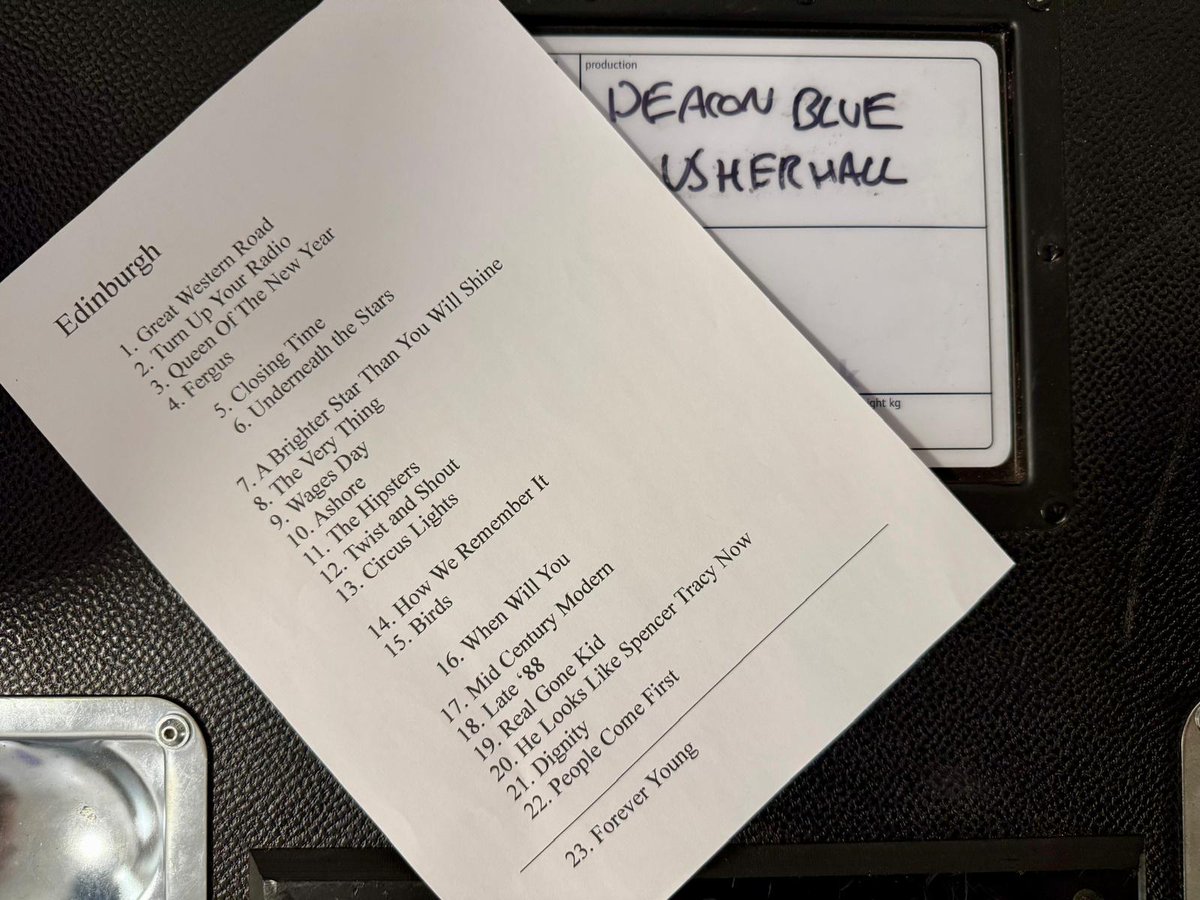 production
DEACON BLUE
USHER HALL
ght kg
Edinburgh
1. Great Western Road
2. Turn Up Your Radio
3. Queen Of The New Year
4. Fergus
5. Closing Time
6. Underneath the Stars
7. A Brighter Star Than You Will Shine
8. The Very Thing
9. Wages Day
10. Ashore
11. The Hipsters
12. Twist and Shout
13. Circus Lights
14. How We Remember It
15. Birds
16. When Will You
17. Mid Century Modern
18. Late ‘88
19. Real Gone Kid
20. He Looks Like Spencer Tracy Now
21. Dignity
22. People Come First
23. Forever Young